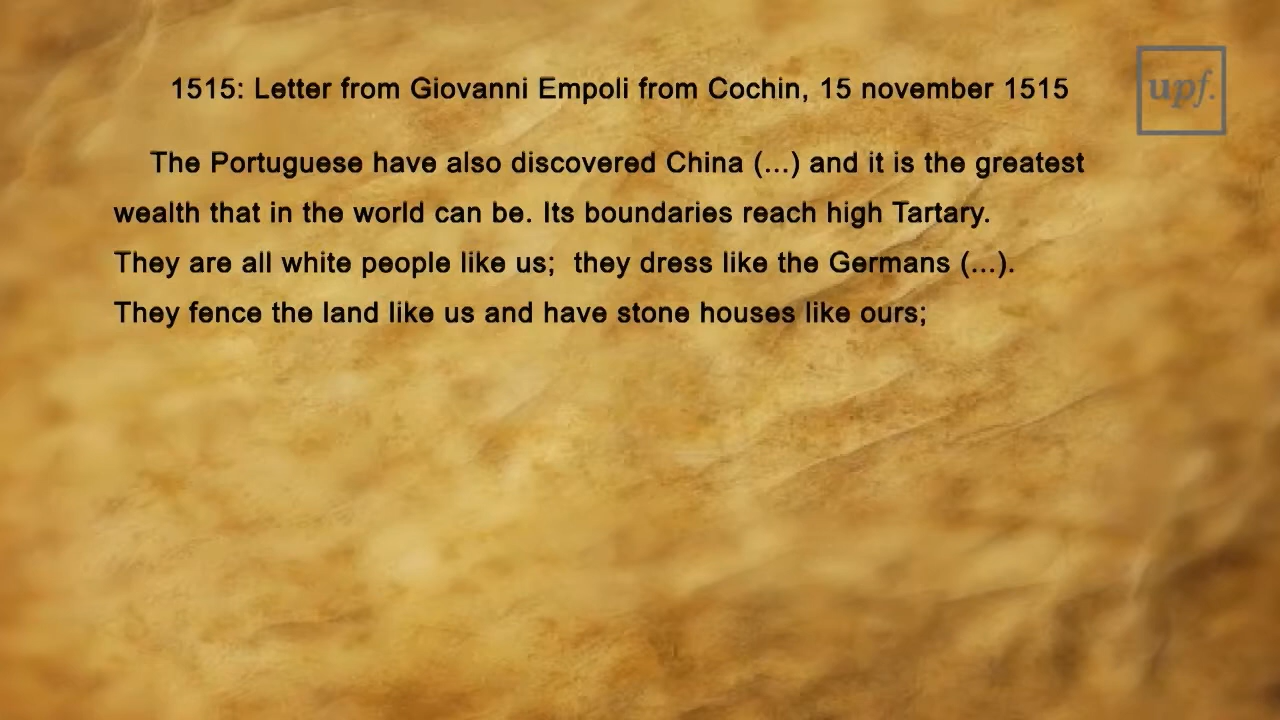 1515: Letter from Giovanni Empoli from Cochin, 15 november 1515
upf.
The Portuguese have also discovered China (...) and it is the greatest
wealth that in the world can be. Its boundaries reach high Tartary.
They are all white people like us;  they dress like the Germans (...).
They fence the land like us and have stone houses like ours;